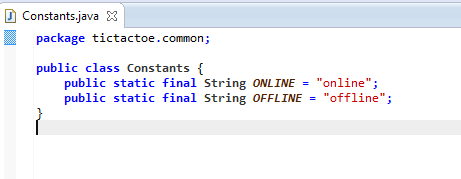 Constants.java
package tictactoe.common;
public class Constants {
public static final String ONLINE = "online";
public static final String OFFLINE = "offline";
}